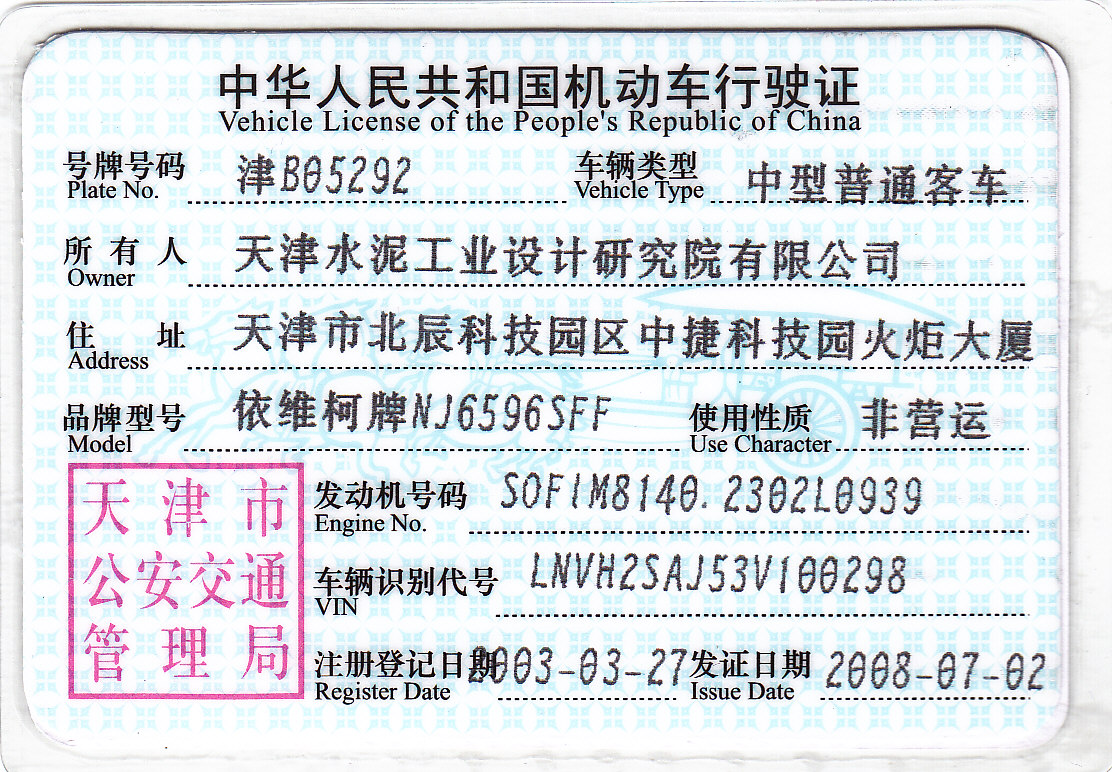 中华人民共和国机动车行驶证
Vehicle License of the People's Republic of China
号牌号码 津B05292 车辆类型 中型普通客车
Plate No. Vehicle Type
所有人 天津水泥工业设计研究院有限公司
Owner
住址 天津市北辰科技园区中捷科技园火炬大厦
Address
品牌型号 依维柯牌NJ6596SFF 使用性质 非营运
Model Use Character
天津市
公安交通
管理局
发动机号码 SOFIM8140.2302L0939
Engine No.
车辆识别代号 LNVH2SAJ53V100298
VIN
注册登记日期 2003-03-27 发证日期 2008-07-02
Register Date Issue Date